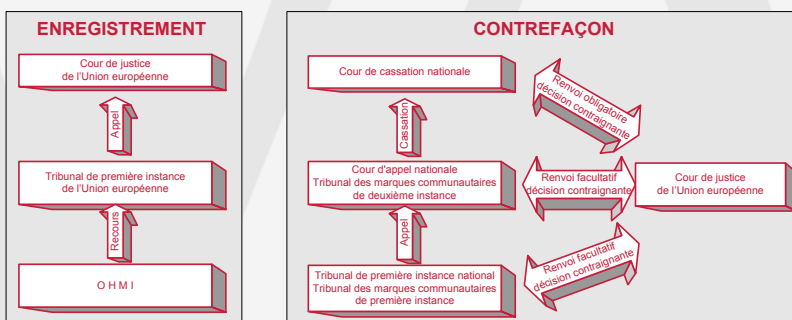 ENREGISTREMENT
Cour de justice
de l'Union européenne
Appel
Tribunal de première instance
de l'Union européenne
Recours
O H M I
CONTREFAÇON
Cour de cassation nationale
Renvoi obligatoire
décision contraignante
Cassation
Cour d'appel nationale
Tribunal des marques communautaires
de deuxième instance
Renvoi facultatif
décision contraignante
Cour de justice
de l'Union européenne
Appel
Tribunal de première instance national
Tribunal des marques communautaires
de première instance
Renvoi facultatif
décision contraignante